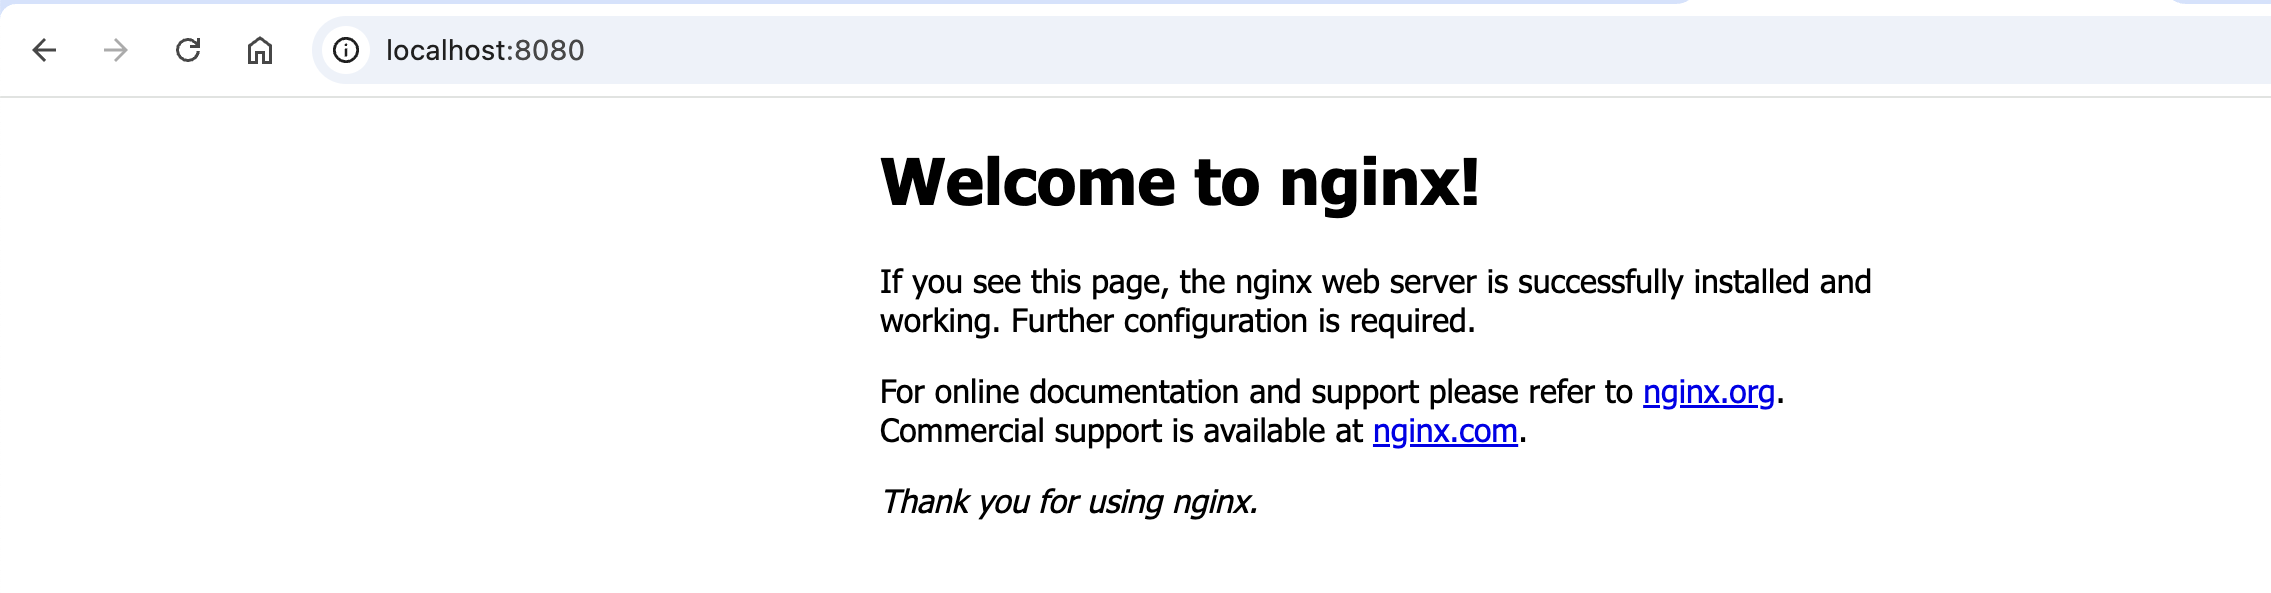 localhost:8080
Welcome to nginx!
If you see this page, the nginx web server is successfully installed and
working. Further configuration is required.
For online documentation and support please refer to nginx.org.
Commercial support is available at nginx.com.
Thank you for using nginx.